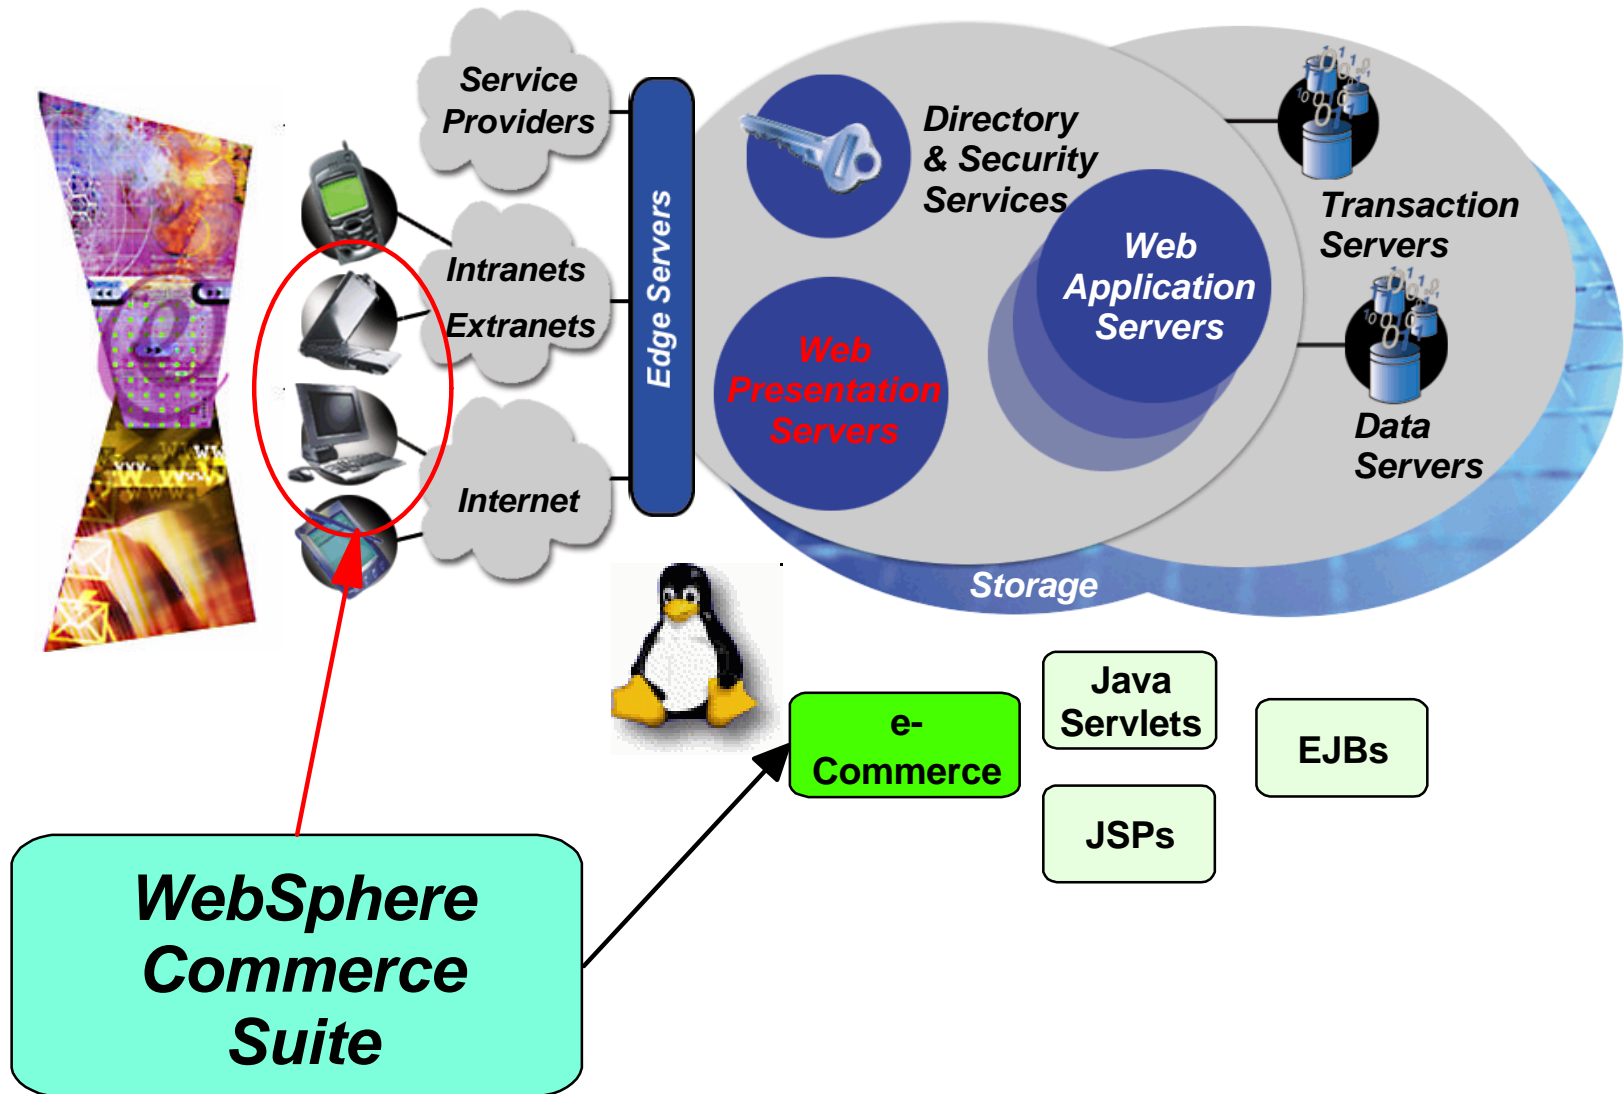 Service
Providers
Intranets
Extranets
Internet
Edge Servers
Directory
& Security
Services
Web
Application
Servers
Web
Presentation
Servers
Transaction
Servers
Data
Servers
Storage
e-
Commerce
Java
Servlets
JSPs
EJBs
WebSphere
Commerce
Suite